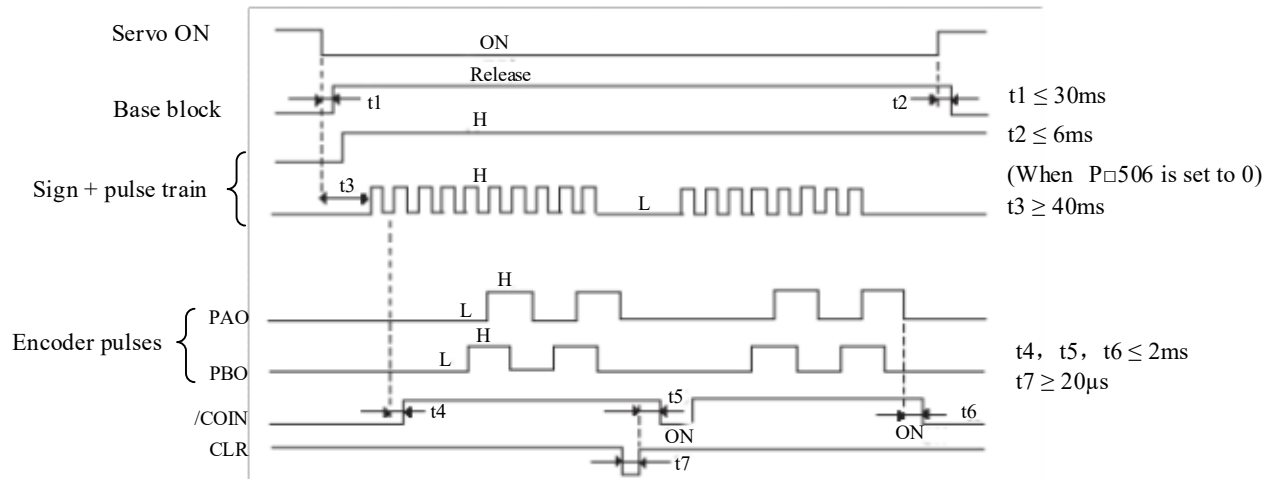 Servo ON
ON
Release
Base block
t1
t2
t1 ≤ 30ms
H
t2 ≤ 6ms
Sign + pulse train
t3
H
L
(When P□506 is set to 0)
t3 ≥ 40ms
Encoder pulses
PAO
L
H
PBO
L
H
t4，t5，t6 ≤ 2ms
t7 ≥ 20μs
/COIN
t4
t5
ON
ON
t6
CLR
t7